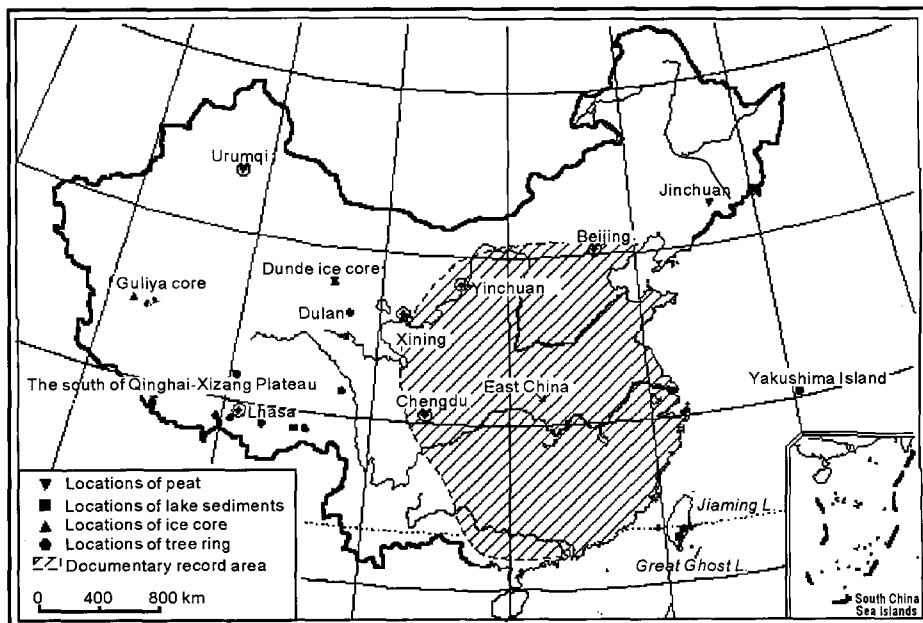 Urumqi
Jinchuan
Beijing
Dunde ice core
Guliya core
Yinchuan
Dulan
Xining
The south of Qinghai-Xizang Plateau
East China
Yakushima Island
Lhasa
Chengdu
Locations of peat
Locations of lake sediments
Locations of ice core
Locations of tree ring
Documentary record area
0 400 800 km
Jiaming L.
Great Ghost L.
South China
Sea Islands